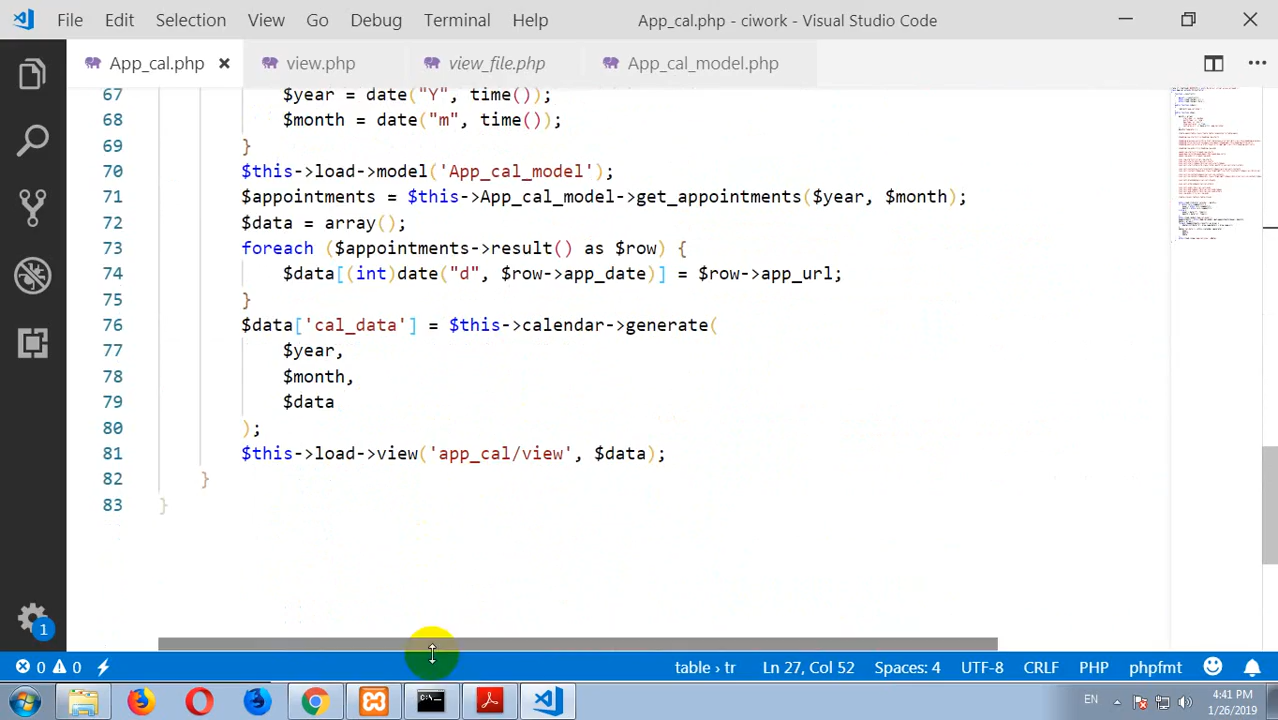 File Edit Selection View Go Debug Terminal Help App_cal.php - ciwork - Visual Studio Code
App_cal.php view.php view_file.php App_cal_model.php
67 $year = date("Y", time());
68 $month = date("m", time());
69 }
70 $this->load->model('App_cal_model');
71 $appointments = $this->App_cal_model->get_appointments($year, $month);
72 $data = array();
73 foreach ($appointments->result() as $row) {
74 $data[(int)date("d", $row->app_date)] = $row->app_url;
75 }
76 $data['cal_data'] = $this->calendar->generate(
77 $year,
78 $month,
79 $data
80 );
81 $this->load->view('app_cal/view', $data);
82 }
83 }
1
0 0 table › tr Ln 27, Col 52 Spaces: 4 UTF-8 CRLF PHP phpfmt
EN 4:41 PM
1/26/2019